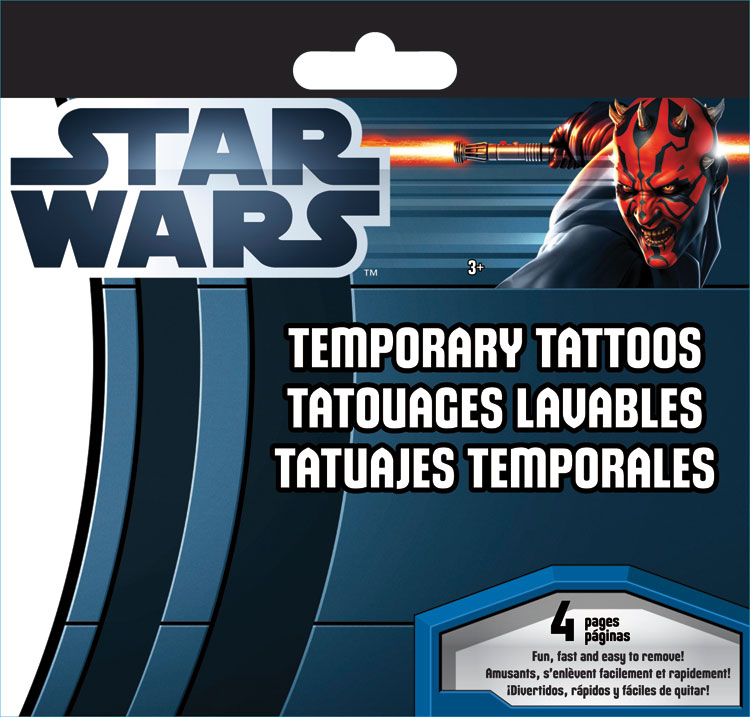 STAR
WARS
™
3+
TEMPORARY TATTOOS
TATOUAGES LAVABLES
TATUAJES TEMPORALES
4 pages
páginas
Fun, fast and easy to remove!
Amusants, s'enlèvent facilement et rapidement!
¡Divertidos, rápidos y fáciles de quitar!